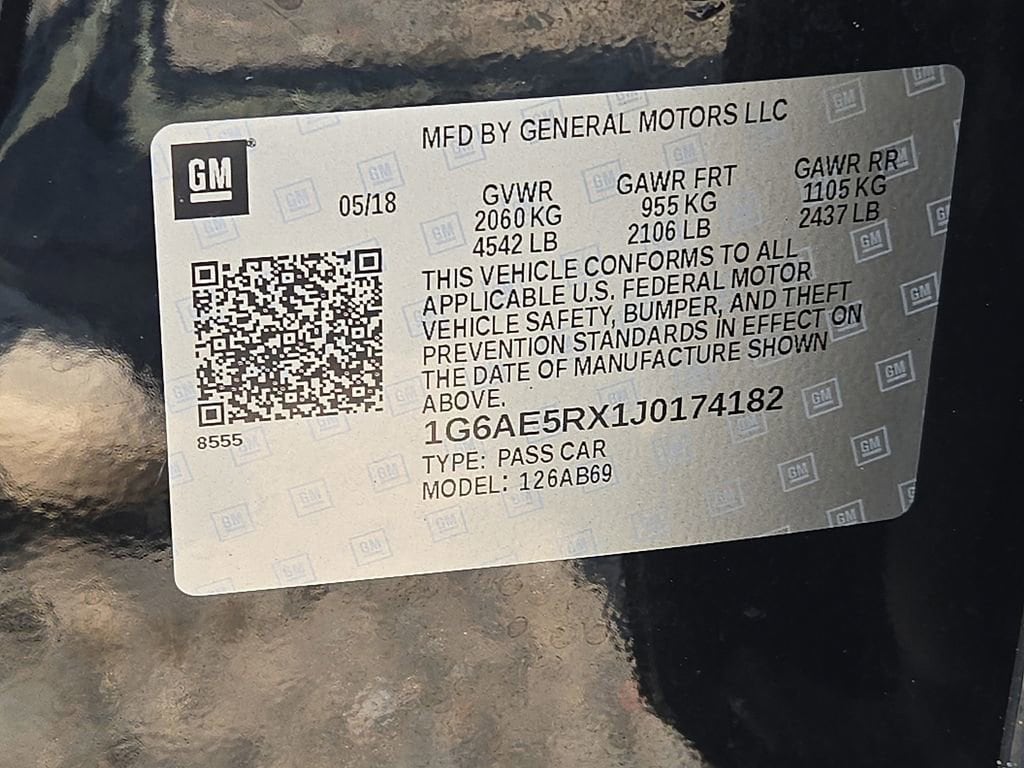 MFD BY GENERAL MOTORS LLC
GM
05/18
GVWR
2060 KG
4542 LB
GAWR FRT
955 KG
2106 LB
GAWR RR
1105 KG
2437 LB
THIS VEHICLE CONFORMS TO ALL
APPLICABLE U.S. FEDERAL MOTOR
VEHICLE SAFETY, BUMPER, AND THEFT
PREVENTION STANDARDS IN EFFECT ON
THE DATE OF MANUFACTURE SHOWN
ABOVE.
8555
1G6AE5RX1J0174182
TYPE: PASS CAR
MODEL: 126AB69